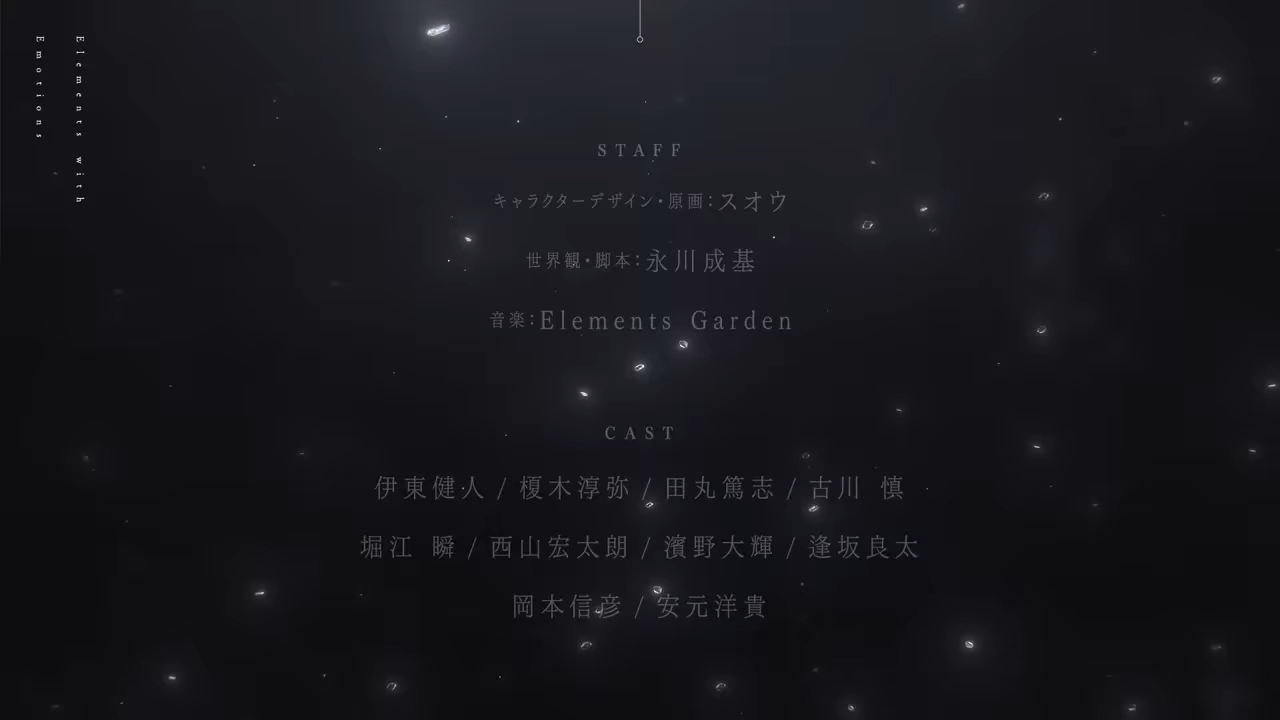 Elements with
Emotions
STAFF
キャラクターデザイン・原画：スオウ
世界観・脚本：永川成基
音楽：Elements Garden
CAST
伊東健人 / 榎木淳弥 / 田丸篤志 / 古川 慎
堀江 瞬 / 西山宏太朗 / 濱野大輝 / 逢坂良太
岡本信彦 / 安元洋貴